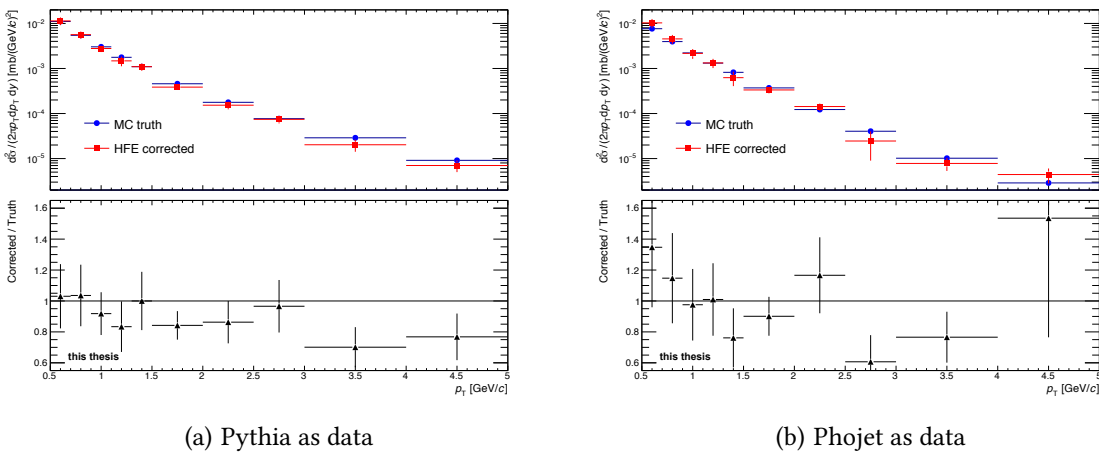 d²σ / (2πp_T dp_T dy) [mb/(GeV/c)²]
10⁻²
10⁻³
10⁻⁴
10⁻⁵
MC truth
HFE corrected
Corrected / Truth
1.6
1.4
1.2
1
0.8
0.6
this thesis
0.5 1 1.5 2 2.5 3 3.5 4 4.5 5
p_T [GeV/c]
(a) Pythia as data
d²σ / (2πp_T dp_T dy) [mb/(GeV/c)²]
10⁻²
10⁻³
10⁻⁴
10⁻⁵
MC truth
HFE corrected
Corrected / Truth
1.6
1.4
1.2
1
0.8
0.6
this thesis
0.5 1 1.5 2 2.5 3 3.5 4 4.5 5
p_T [GeV/c]
(b) Phojet as data